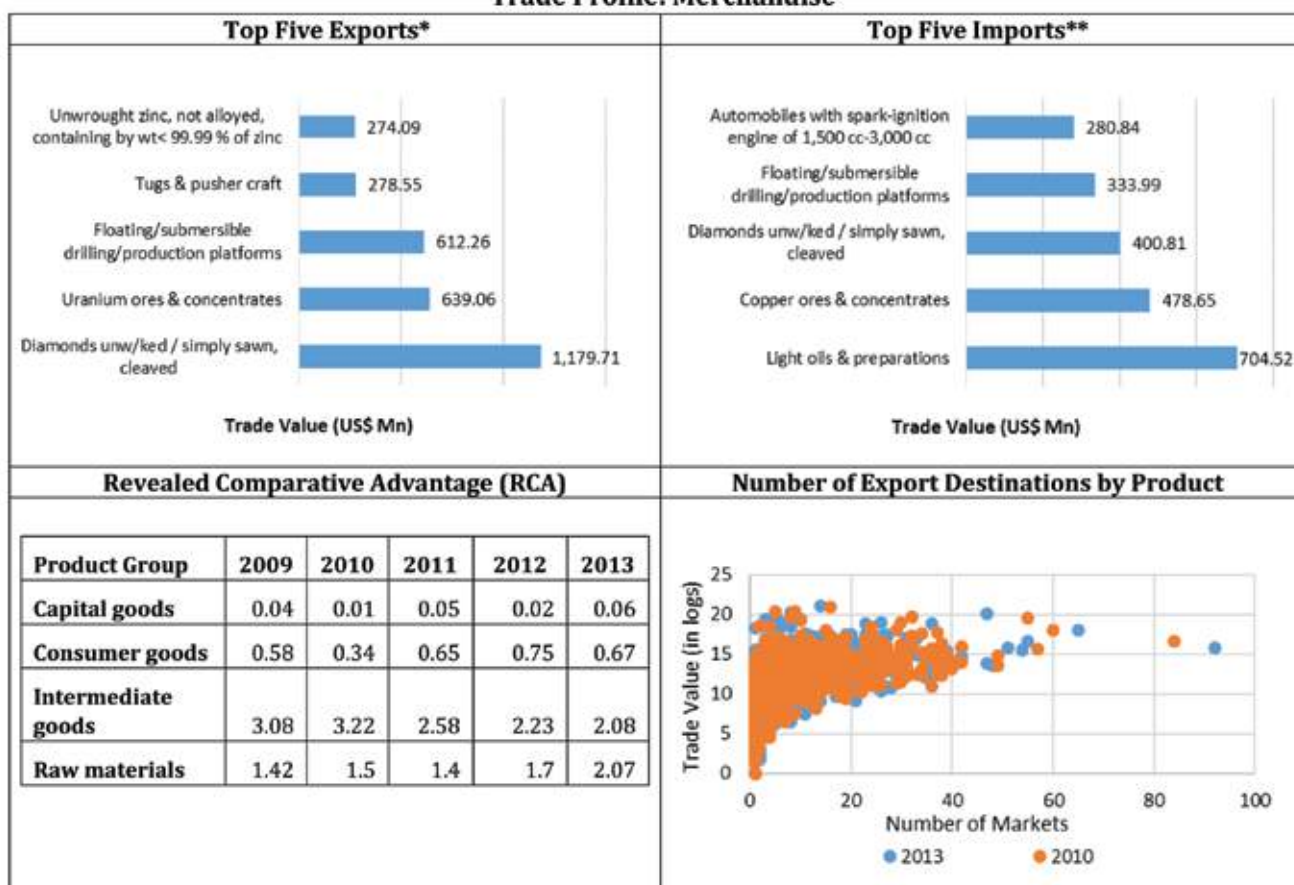 Trade Profile: Merchandise
Top Five Exports*
Unwrought zinc, not alloyed,
containing by wt< 99.99 % of zinc
274.09
Tugs & pusher craft
278.55
Floating/submersible
drilling/production platforms
612.26
Uranium ores & concentrates
639.06
Diamonds unw/ked / simply sawn,
cleaved
1,179.71
Trade Value (US$ Mn)
Top Five Imports**
Automobiles with spark-ignition
engine of 1,500 cc-3,000 cc
280.84
Floating/submersible
drilling/production platforms
333.99
Diamonds unw/ked / simply sawn,
cleaved
400.81
Copper ores & concentrates
478.65
Light oils & preparations
704.52
Trade Value (US$ Mn)
Revealed Comparative Advantage (RCA)
Product Group 2009 2010 2011 2012 2013
Capital goods 0.04 0.01 0.05 0.02 0.06
Consumer goods 0.58 0.34 0.65 0.75 0.67
Intermediate
goods 3.08 3.22 2.58 2.23 2.08
Raw materials 1.42 1.5 1.4 1.7 2.07
Number of Export Destinations by Product
Trade Value (in logs)
25
20
15
10
5
0
0 20 40 60 80 100
Number of Markets
2013 2010